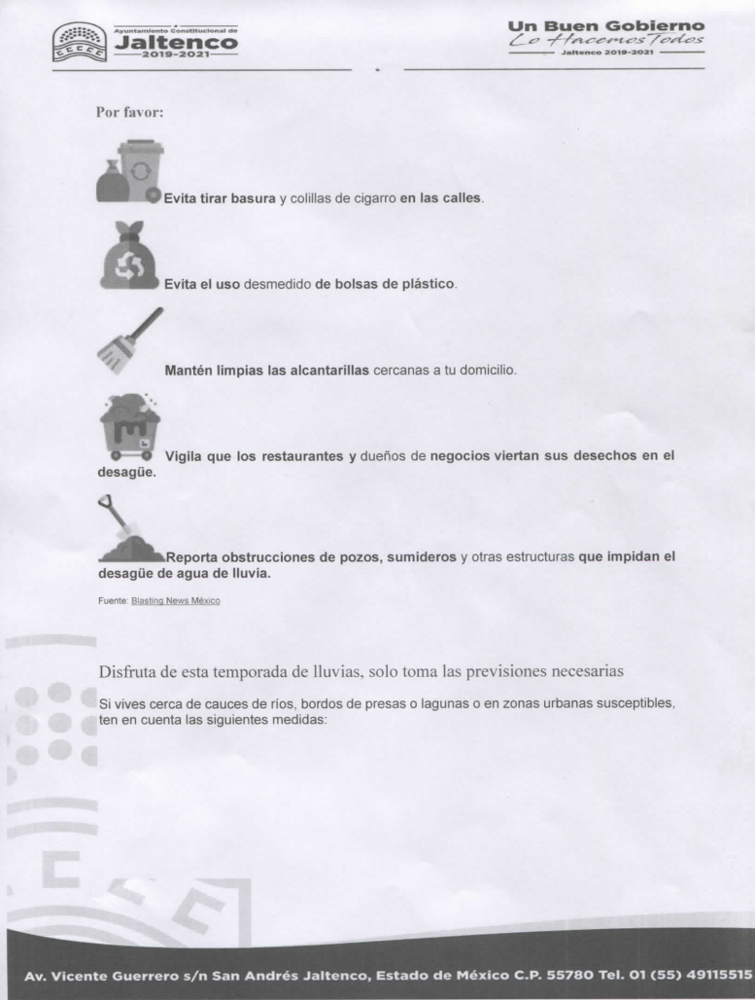 Ayuntamiento Constitucional de
Jaltenco
2019-2021
Un Buen Gobierno
Lo Hacemos Todos
Jaltenco 2019-2021
Por favor:
Evita tirar basura y colillas de cigarro en las calles.
Evita el uso desmedido de bolsas de plástico.
Mantén limpias las alcantarillas cercanas a tu domicilio.
Vigila que los restaurantes y dueños de negocios viertan sus desechos en el
desagüe.
Reporta obstrucciones de pozos, sumideros y otras estructuras que impidan el
desagüe de agua de lluvia.
Fuente: Blasting News México
Disfruta de esta temporada de lluvias, solo toma las previsiones necesarias
Si vives cerca de cauces de ríos, bordos de presas o lagunas o en zonas urbanas susceptibles,
ten en cuenta las siguientes medidas:
Av. Vicente Guerrero s/n San Andrés Jaltenco, Estado de México C.P. 55780 Tel. 01 (55) 49115515